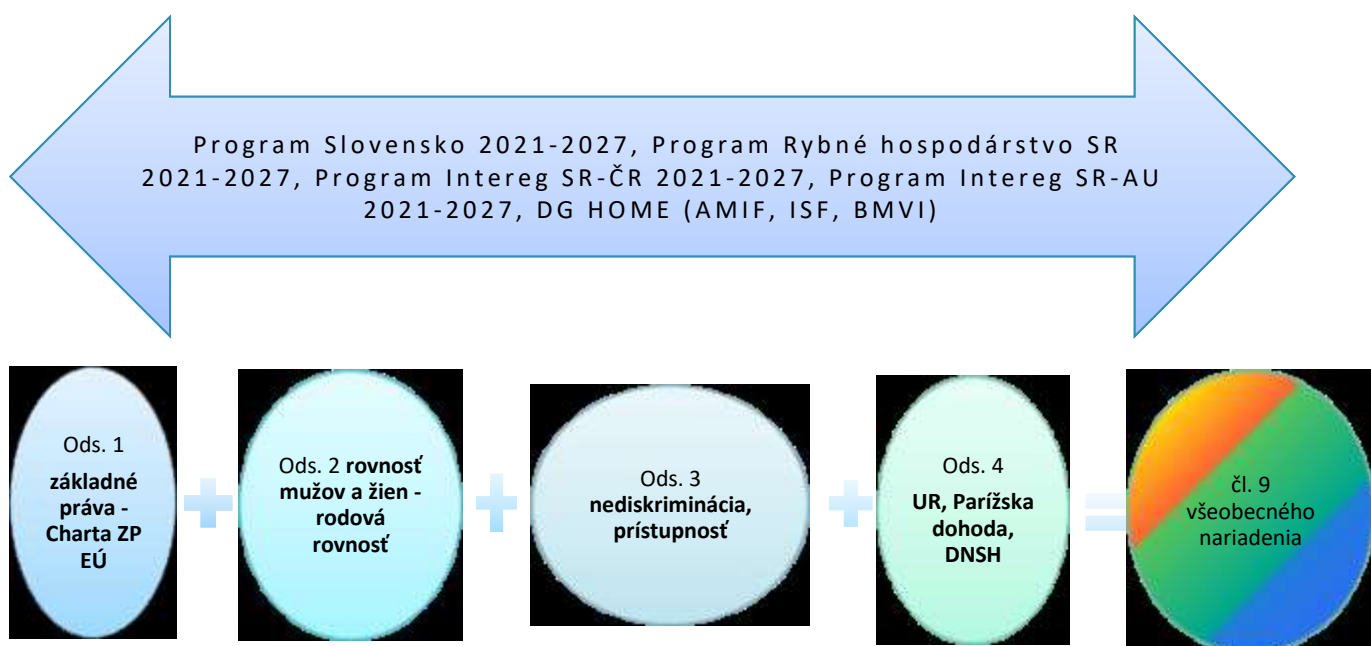 Program Slovensko 2021-2027, Program Rybné hospodárstvo SR
2021-2027, Program Intereg SR-ČR 2021-2027, Program Intereg SR-AU
2021-2027, DG HOME (AMIF, ISF, BMVI)
Ods. 1
základné
práva -
Charta ZP
EÚ
Ods. 2 rovnosť
mužov a žien -
rodová
rovnosť
Ods. 3
nediskriminácia,
prístupnosť
Ods. 4
UR, Parížska
dohoda,
DNSH
čl. 9
všeobecného
nariadenia